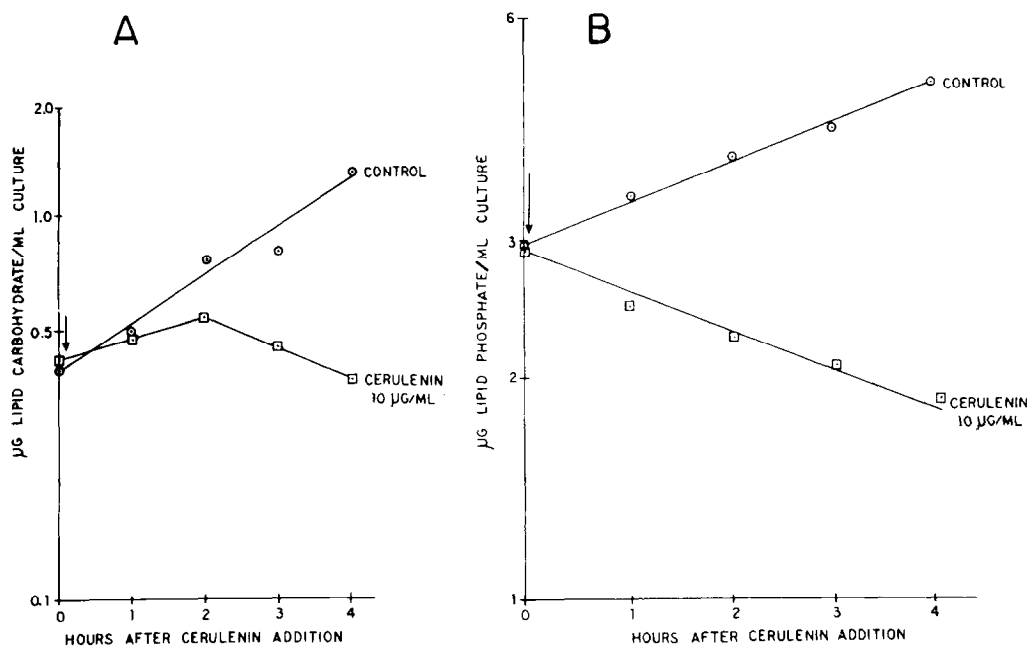 A
µG LIPID CARBOHYDRATE/ML CULTURE
2.0
1.0
0.5
0.1
CONTROL
CERULENIN
10 µG/ML
0 1 2 3 4
HOURS AFTER CERULENIN ADDITION
B
µG LIPID PHOSPHATE/ML CULTURE
6
3
2
1
CONTROL
CERULENIN
10 µG/ML
0 1 2 3 4
HOURS AFTER CERULENIN ADDITION